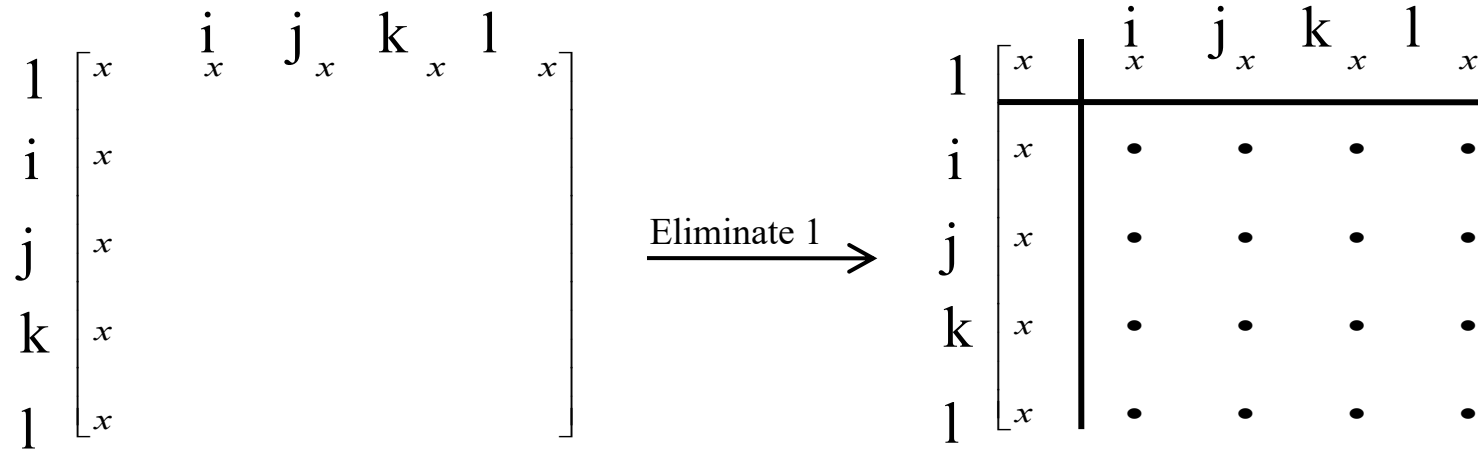 i j k l
1 x x x x x
i x
j x
k x
l x
Eliminate 1
i j k l
1 x x x x x
i x • • • •
j x • • • •
k x • • • •
l x • • • •